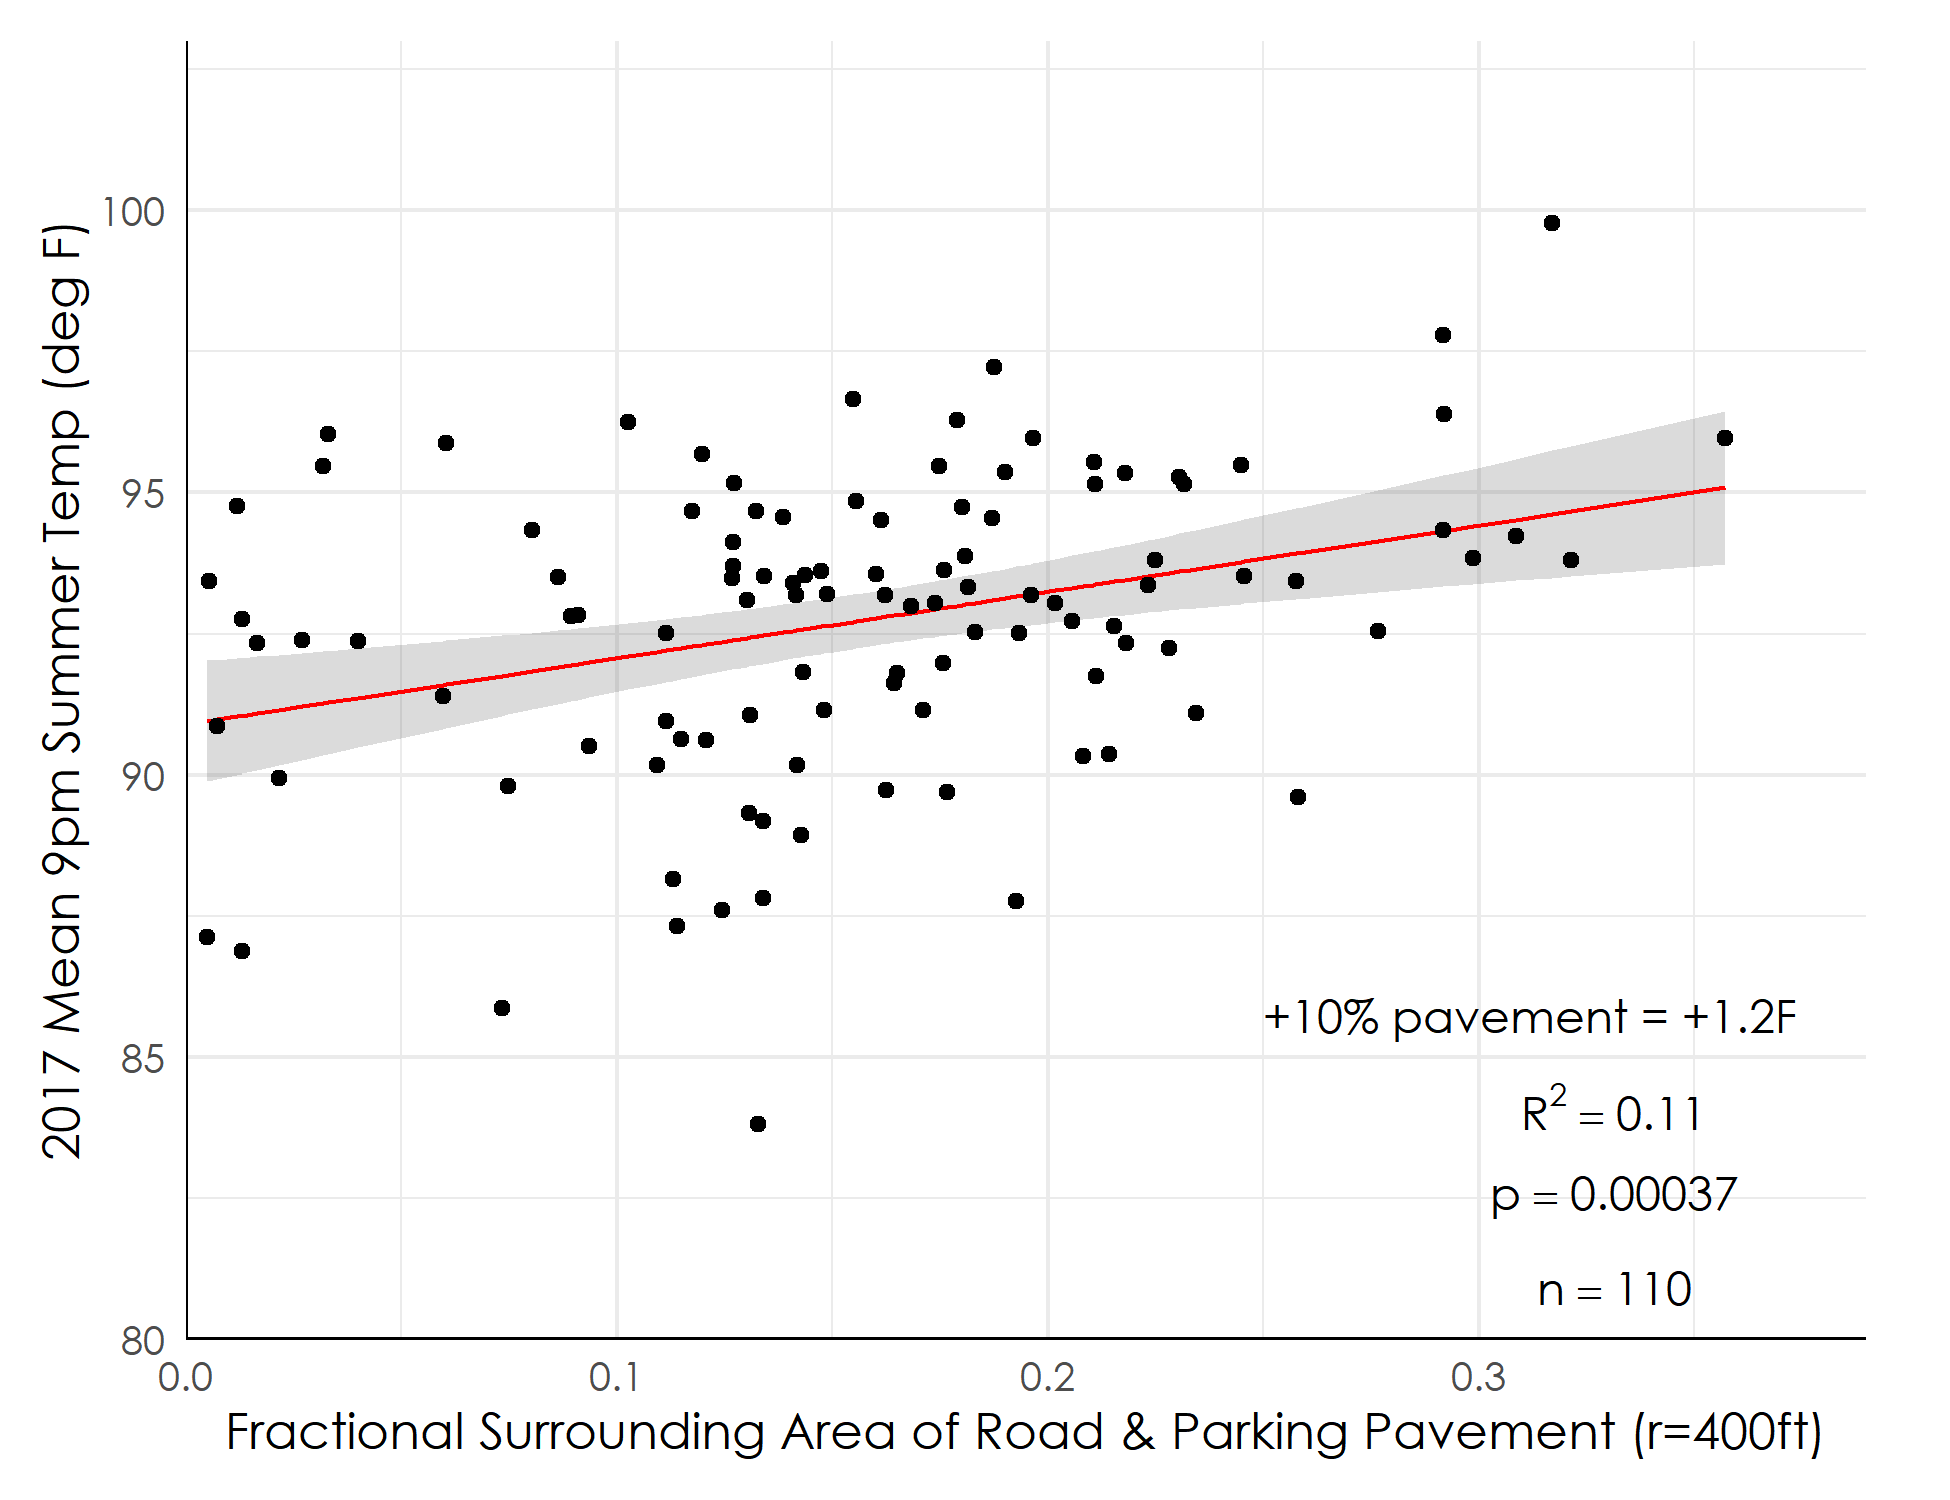 2017 Mean 9pm Summer Temp (deg F)
100
95
90
85
80
0.0
0.1
0.2
0.3
Fractional Surrounding Area of Road & Parking Pavement (r=400ft)
+10% pavement = +1.2F
R² = 0.11
p = 0.00037
n = 110